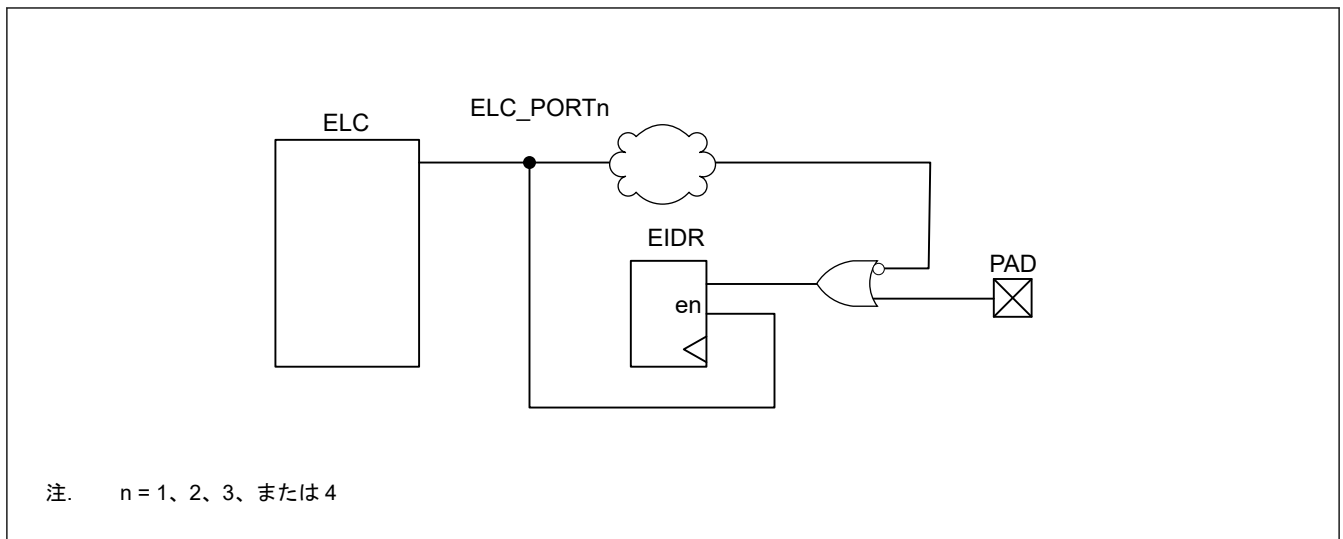 ELC_PORTn
ELC
EIDR
PAD
en
注. n = 1、2、3、または 4